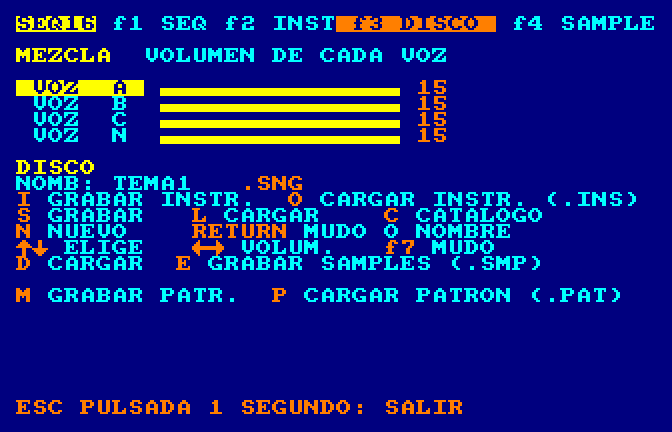 SEQ16 f1 SEQ f2 INST f3 DISCO f4 SAMPLE
MEZCLA VOLUMEN DE CADA VOZ
VOZ A 15
VOZ B 15
VOZ C 15
VOZ N 15
DISCO
NOMB: TEMA1 .SNG
I GRABAR INSTR. O CARGAR INSTR. (.INS)
S GRABAR L CARGAR C CATALOGO
N NUEVO RETURN MUDO O NOMBRE
↑↓ ELIGE ↔ VOLUM. f7 MUDO
D CARGAR E GRABAR SAMPLES (.SMP)
M GRABAR PATR. P CARGAR PATRON (.PAT)
ESC PULSADA 1 SEGUNDO: SALIR